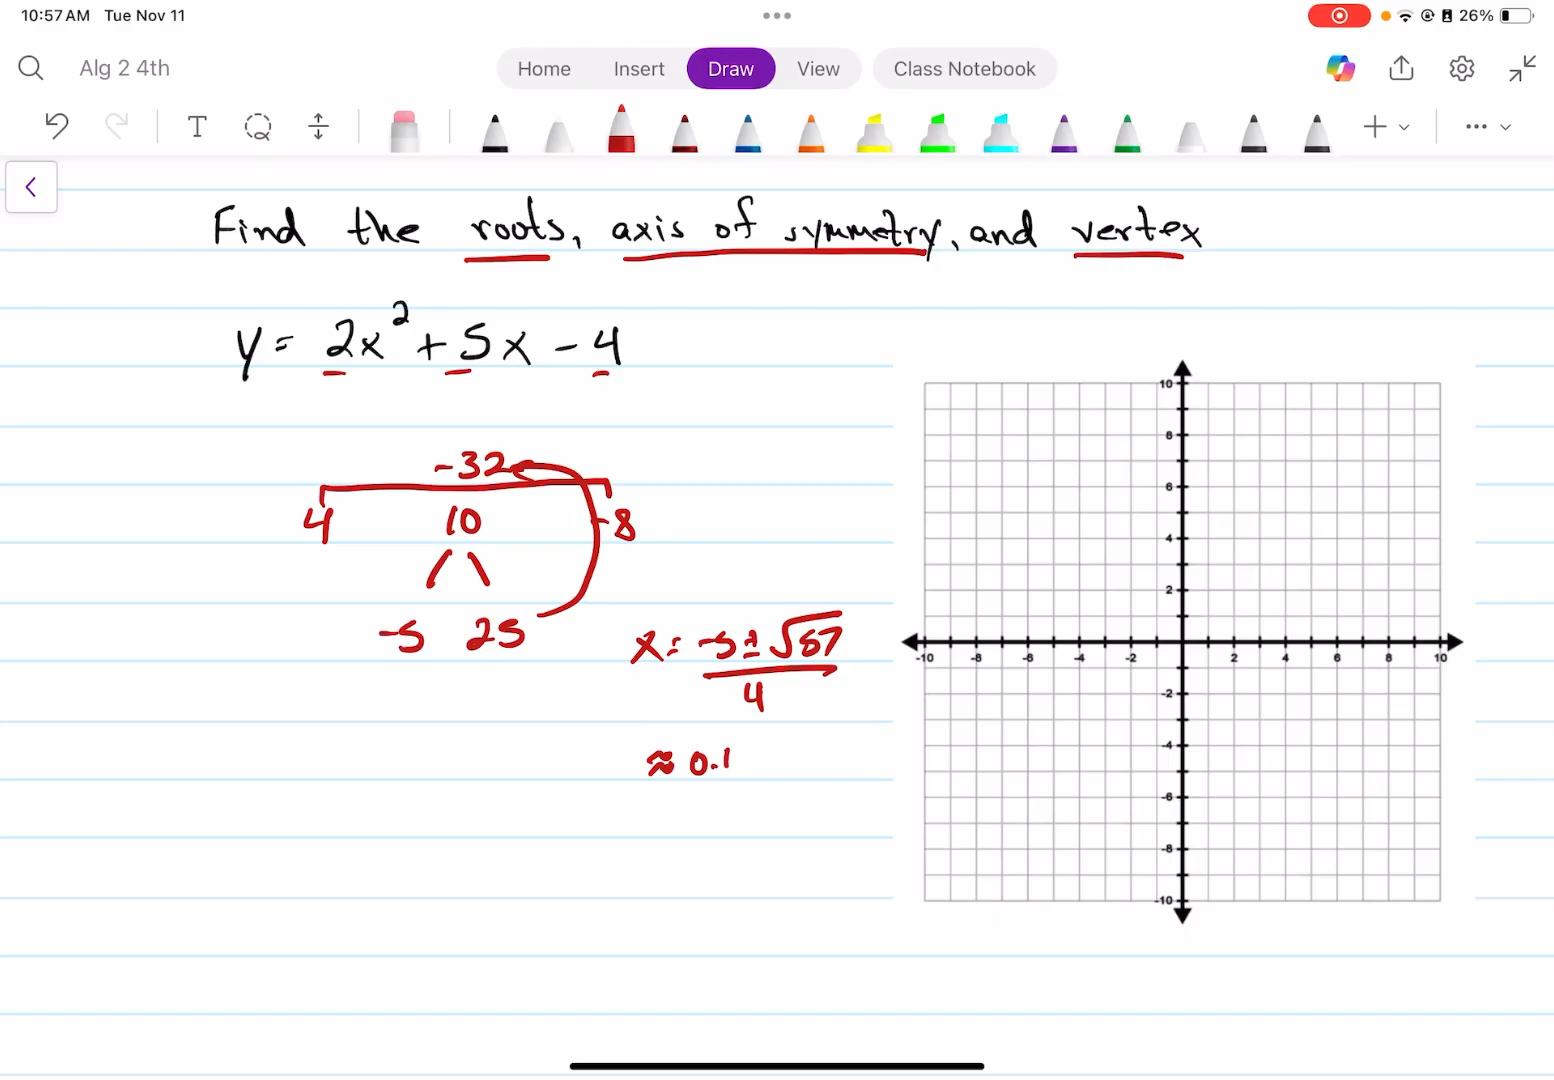 10:57 AM Tue Nov 11
26%
Alg 2 4th
Home Insert Draw View Class Notebook
T
Find the roots, axis of symmetry, and vertex
y = 2x² + 5x - 4
-32
4 10 -8
-5 25
x = -5 ± √57
4
≈ 0.1
10
8
6
4
2
-10 -8 -6 -4 -2 2 4 6 8 10
-2
-4
-6
-8
-10